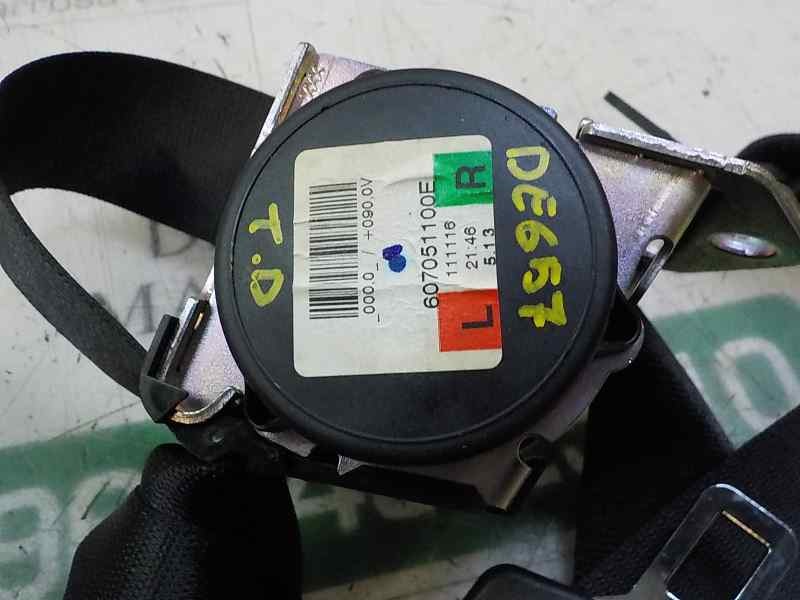 R
L
607051100E
111116
21:46
5.13
-000.0 / +090.0V
T.D
DE657